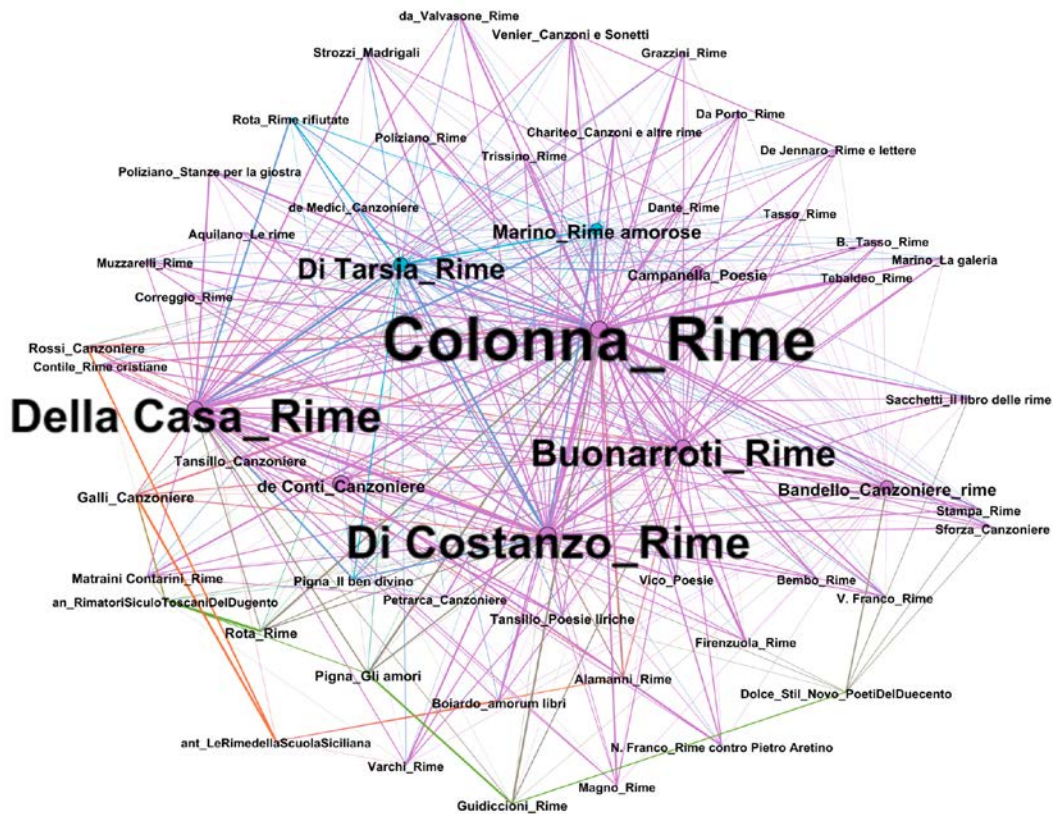 da_Valvasone_Rime
Venier_Canzoni e Sonetti
Strozzi_Madrigali
Grazzini_Rime
Rota_Rime rifiutate
Da Porto_Rime
Poliziano_Rime
Chariteo_Canzoni e altre rime
Trissino_Rime
De Jennaro_Rime e lettere
Poliziano_Stanze per la giostra
de Medici_Canzoniere
Dante_Rime
Tasso_Rime
Aquilano_Le rime
Marino_Rime amorose
B._Tasso_Rime
Muzzarelli_Rime
Di Tarsia_Rime
Campanella_Poesie
Marino_La galeria
Tebaldeo_Rime
Correggio_Rime
Colonna_Rime
Rossi_Canzoniere
Contile_Rime cristiane
Sacchetti_Il libro delle rime
Della Casa_Rime
Buonarroti_Rime
Tansillo_Canzoniere
de Conti_Canzoniere
Bandello_Canzoniere_rime
Galli_Canzoniere
Stampa_Rime
Sforza_Canzoniere
Di Costanzo_Rime
Matraini Contarini_Rime
Pigna_Il ben divino
Vico_Poesie
Bembo_Rime
an_RimatoriSiculoToscaniDelDugento
Petrarca_Canzoniere
V. Franco_Rime
Rota_Rime
Tansillo_Poesie liriche
Firenzuola_Rime
Pigna_Gli amori
Alamanni_Rime
Dolce_Stil_Novo_PoetiDelDuecento
Boiardo_amorum libri
ant_LeRimedellaScuolaSiciliana
N. Franco_Rime contro Pietro Aretino
Varchi_Rime
Magno_Rime
Guidiccioni_Rime